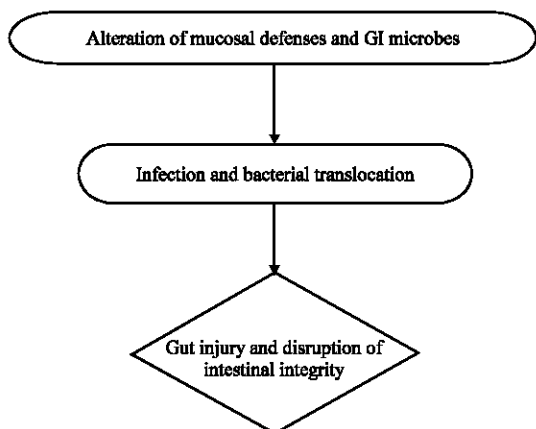 Alteration of mucosal defenses and GI microbes
Infection and bacterial translocation
Gut injury and disruption of
intestinal integrity